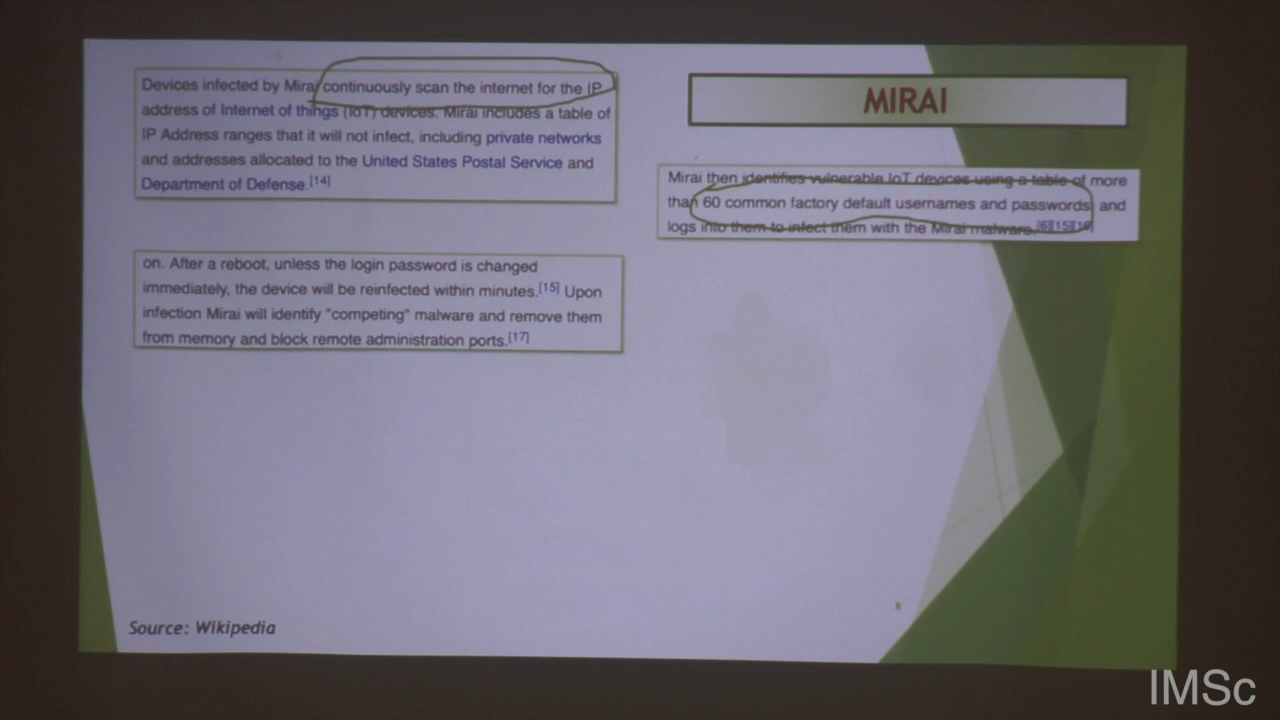 Devices infected by Mirai continuously scan the internet for the IP
address of Internet of things (IoT) devices. Mirai includes a table of
IP Address ranges that it will not infect, including private networks
and addresses allocated to the United States Postal Service and
Department of Defense.[14]
MIRAI
Mirai then identifies vulnerable IoT devices using a table of more
than 60 common factory default usernames and passwords, and
logs into them to infect them with the Mirai malware.[6][15][16]
on. After a reboot, unless the login password is changed
immediately, the device will be reinfected within minutes.[15] Upon
infection Mirai will identify "competing" malware and remove them
from memory and block remote administration ports.[17]
Source: Wikipedia
IMSc